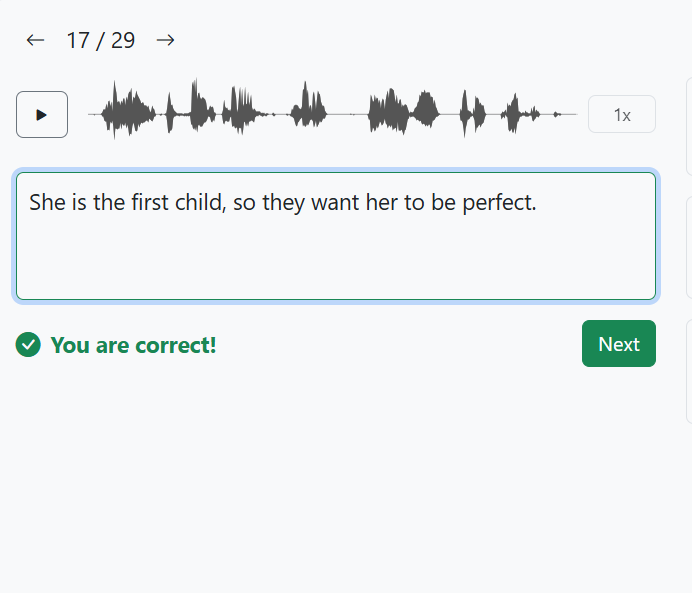 ← 17 / 29 →
1x
She is the first child, so they want her to be perfect.
You are correct!
Next